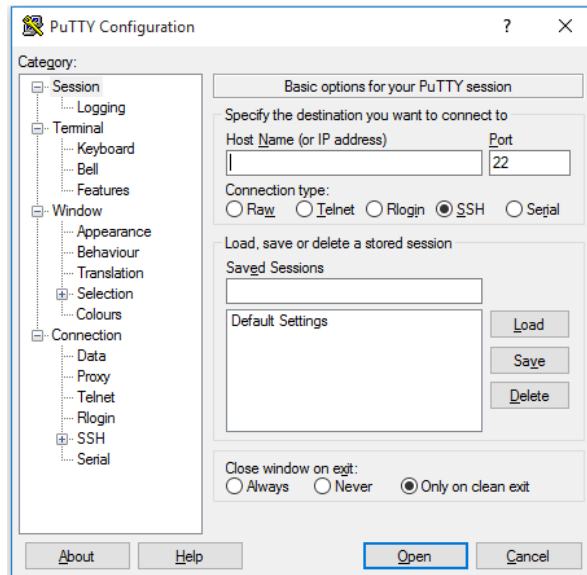 PuTTY Configuration
?
Category:
Session
Logging
Terminal
Keyboard
Bell
Features
Window
Appearance
Behaviour
Translation
Selection
Colours
Connection
Data
Proxy
Telnet
Rlogin
SSH
Serial
Basic options for your PuTTY session
Specify the destination you want to connect to
Host Name (or IP address) Port
22
Connection type:
Raw Telnet Rlogin SSH Serial
Load, save or delete a stored session
Saved Sessions
Default Settings
Load
Save
Delete
Close window on exit:
Always Never Only on clean exit
About Help Open Cancel